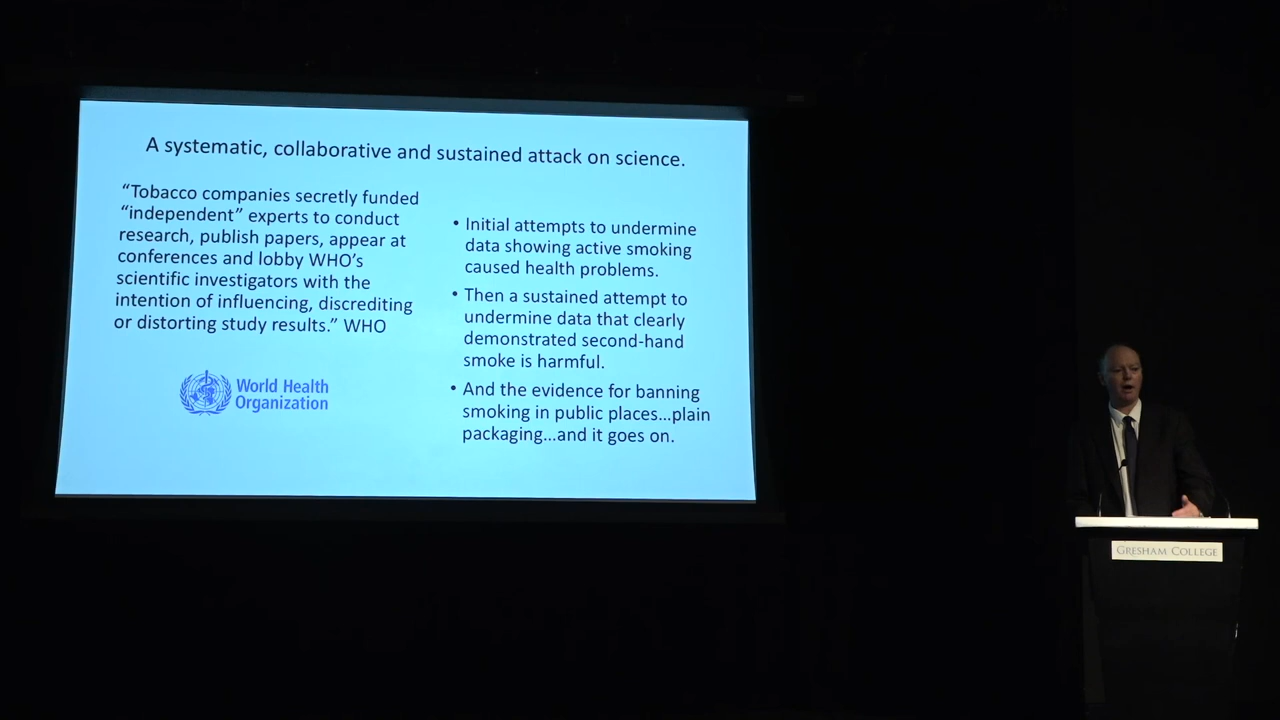 A systematic, collaborative and sustained attack on science.
“Tobacco companies secretly funded
“independent” experts to conduct
research, publish papers, appear at
conferences and lobby WHO’s
scientific investigators with the
intention of influencing, discrediting
or distorting study results.” WHO
World Health
Organization
• Initial attempts to undermine
data showing active smoking
caused health problems.
• Then a sustained attempt to
undermine data that clearly
demonstrated second-hand
smoke is harmful.
• And the evidence for banning
smoking in public places...plain
packaging...and it goes on.
GRESHAM COLLEGE